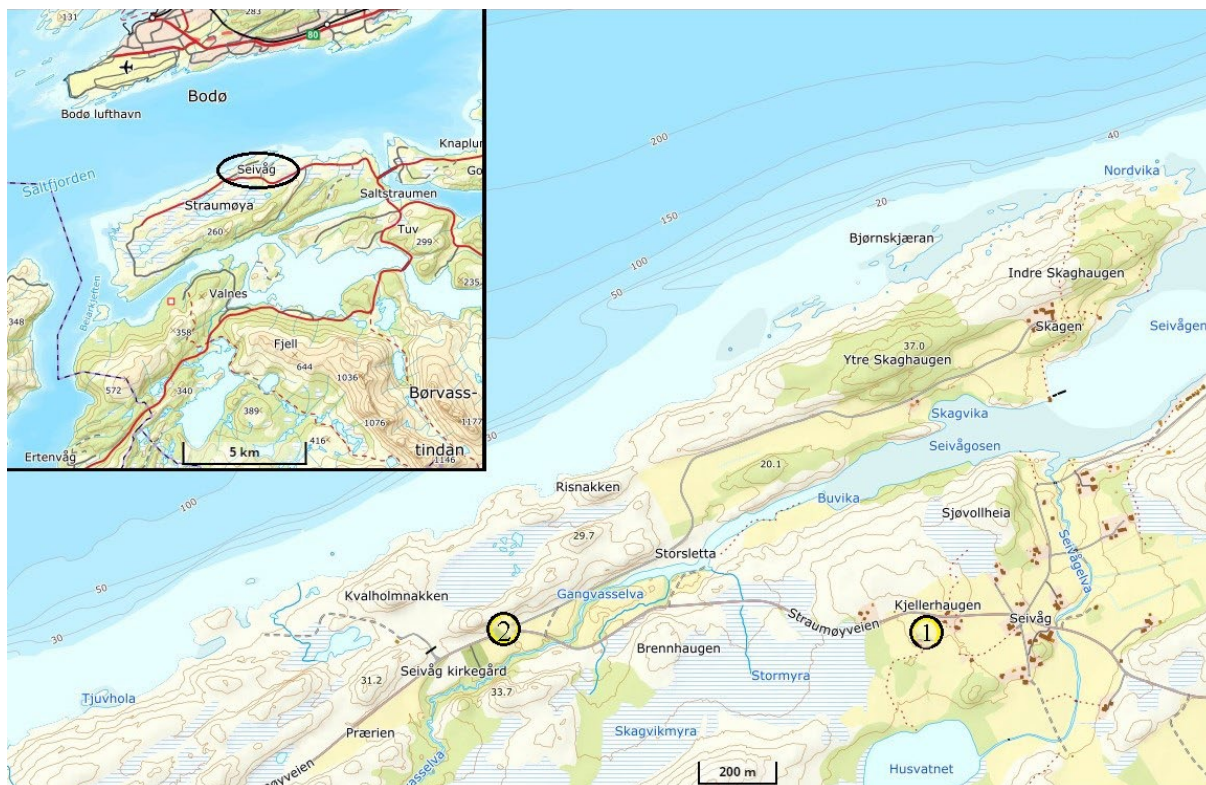 131
283
80
Bodø
Bodø lufthavn
Knaplun
Seivåg
Go
Saltfjorden
Saltstraumen
Straumøya
260
Tuv
299
235
Valnes
348
358
Fjell
644
572
340
1036
Børvass-
389
1076
1177
416
tindan
5 km
1146
Ertenvåg
200
40
Nordvika
150
20
Bjørnskjæran
100
Indre Skaghaugen
50
Skagen
Seivågen
37.0
Ytre Skaghaugen
Skagvika
Seivågosen
30
20.1
100
Risnakken
Buvika
Sjøvollheia
29.7
Storsletta
Seivågelva
50
Gangvasselva
Kvalholmnakken
Kjellerhaugen
30
2
Straumøyveien
1
Seivåg
Brennhaugen
Seivåg kirkegård
31.2
Stormyra
33.7
Tjuvhola
Prærien
Skagvikmyra
møyveien
vasselva
200 m
Husvatnet